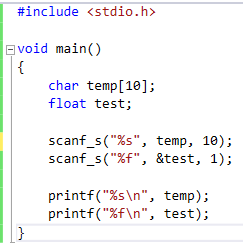 #include <stdio.h>
void main()
{
    char temp[10];
    float test;
    scanf_s("%s", temp, 10);
    scanf_s("%f", &test, 1);
    printf("%s\n", temp);
    printf("%f\n", test);
}